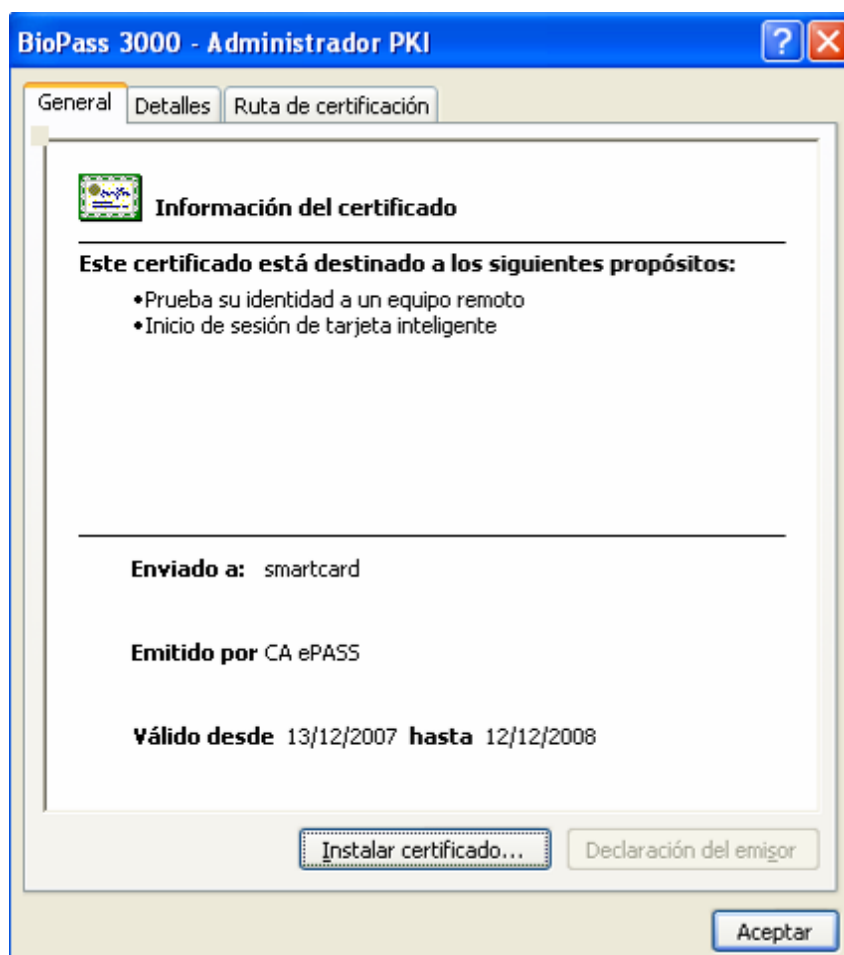 BioPass 3000 - Administrador PKI
General Detalles Ruta de certificación
Información del certificado
Este certificado está destinado a los siguientes propósitos:
•Prueba su identidad a un equipo remoto
•Inicio de sesión de tarjeta inteligente
Enviado a: smartcard
Emitido por CA ePASS
Válido desde 13/12/2007 hasta 12/12/2008
Instalar certificado... Declaración del emisor
Aceptar